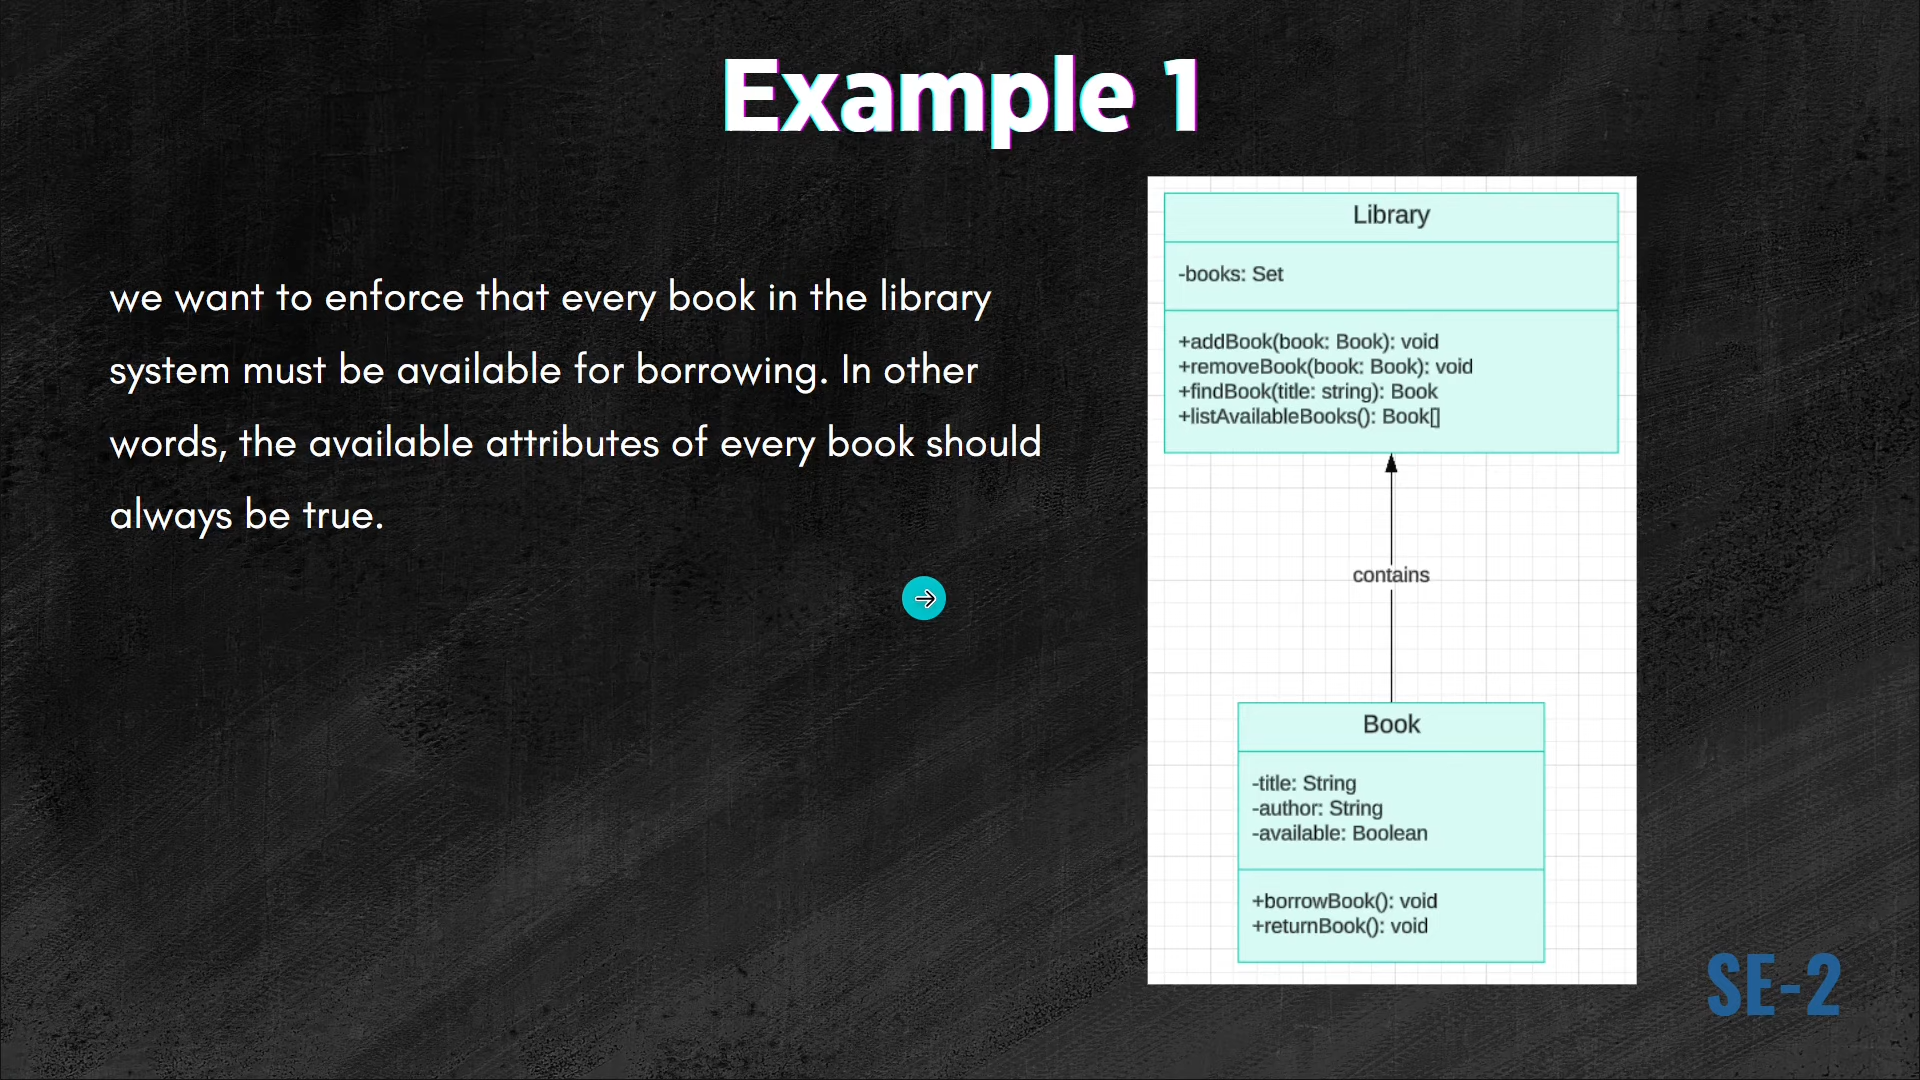 Example 1
we want to enforce that every book in the library
system must be available for borrowing. In other
words, the available attributes of every book should
always be true.
Library
-books: Set
+addBook(book: Book): void
+removeBook(book: Book): void
+findBook(title: string): Book
+listAvailableBooks(): Book[]
contains
Book
-title: String
-author: String
-available: Boolean
+borrowBook(): void
+returnBook(): void
SE-2